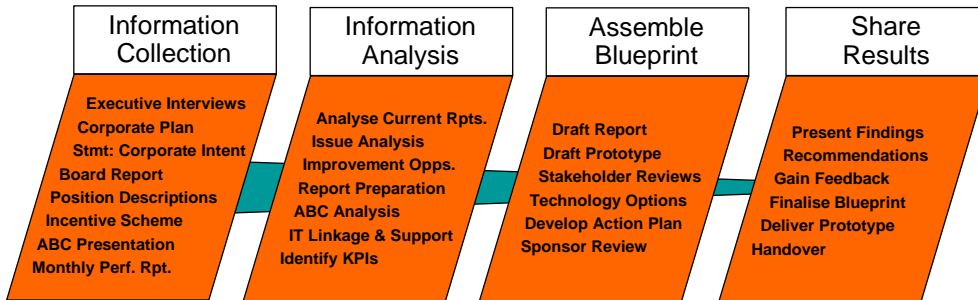 Information
Collection
Executive Interviews
Corporate Plan
Stmt: Corporate Intent
Board Report
Position Descriptions
Incentive Scheme
ABC Presentation
Monthly Perf. Rpt.
Information
Analysis
Analyse Current Rpts.
Issue Analysis
Improvement Opps.
Report Preparation
ABC Analysis
IT Linkage & Support
Identify KPIs
Assemble
Blueprint
Draft Report
Draft Prototype
Stakeholder Reviews
Technology Options
Develop Action Plan
Sponsor Review
Share
Results
Present Findings
Recommendations
Gain Feedback
Finalise Blueprint
Deliver Prototype
Handover